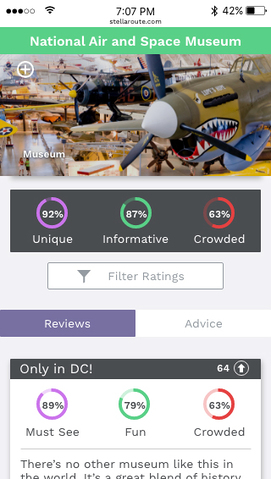 7:07 PM
42%
stellaroute.com
National Air and Space Museum
Museum
92%
87%
63%
Unique
Informative
Crowded
Filter Ratings
Reviews
Advice
Only in DC!
64
89%
79%
63%
Must See
Fun
Crowded
There's no other museum like this in
the world. It's a great blend of history,